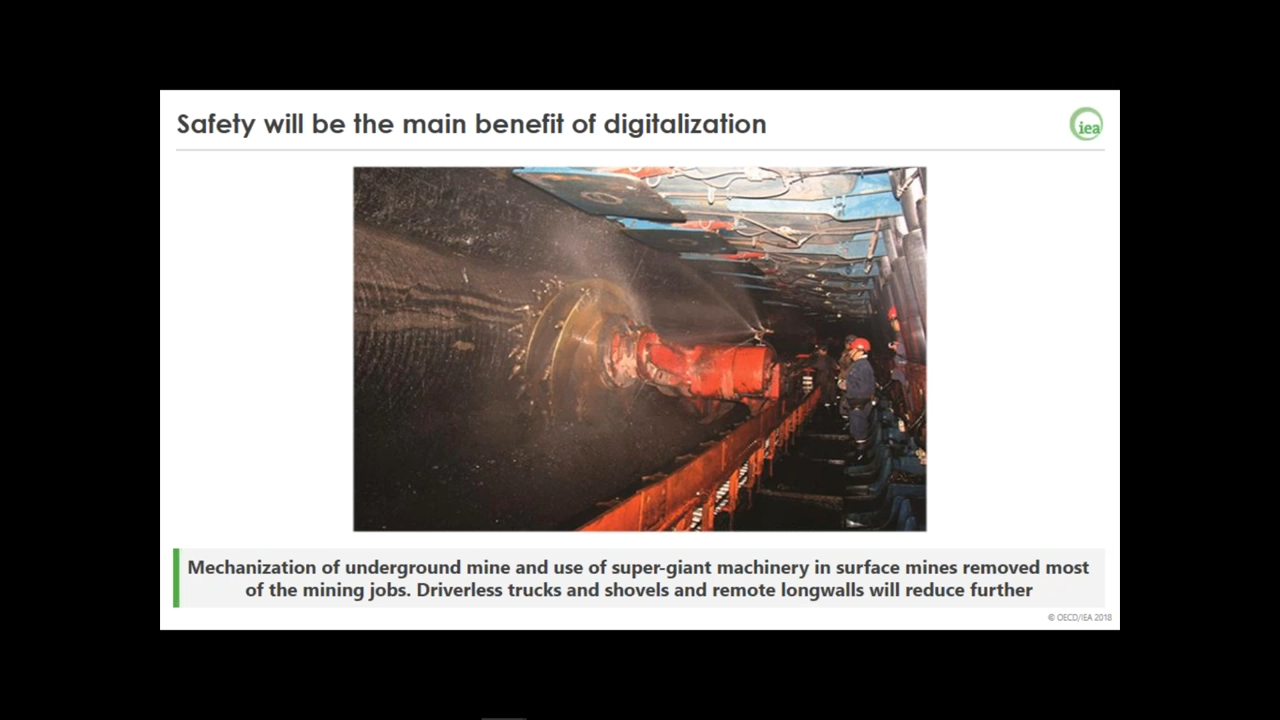 Safety will be the main benefit of digitalization
iea
Mechanization of underground mine and use of super-giant machinery in surface mines removed most
of the mining jobs. Driverless trucks and shovels and remote longwalls will reduce further
© OECD/IEA 2018